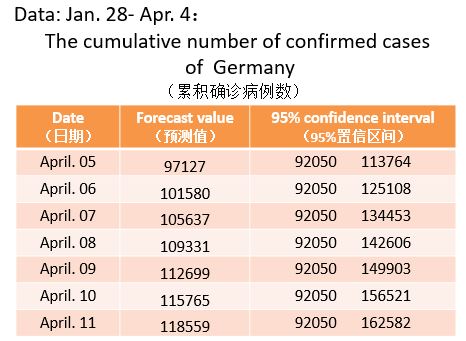 Data: Jan. 28- Apr. 4：
The cumulative number of confirmed cases
of Germany
（累积确诊病例数）
Date Forecast value 95% confidence interval
（日期） （预测值） （95%置信区间）
April. 05 97127 92050 113764
April. 06 101580 92050 125108
April. 07 105637 92050 134453
April. 08 109331 92050 142606
April. 09 112699 92050 149903
April. 10 115765 92050 156521
April. 11 118559 92050 162582